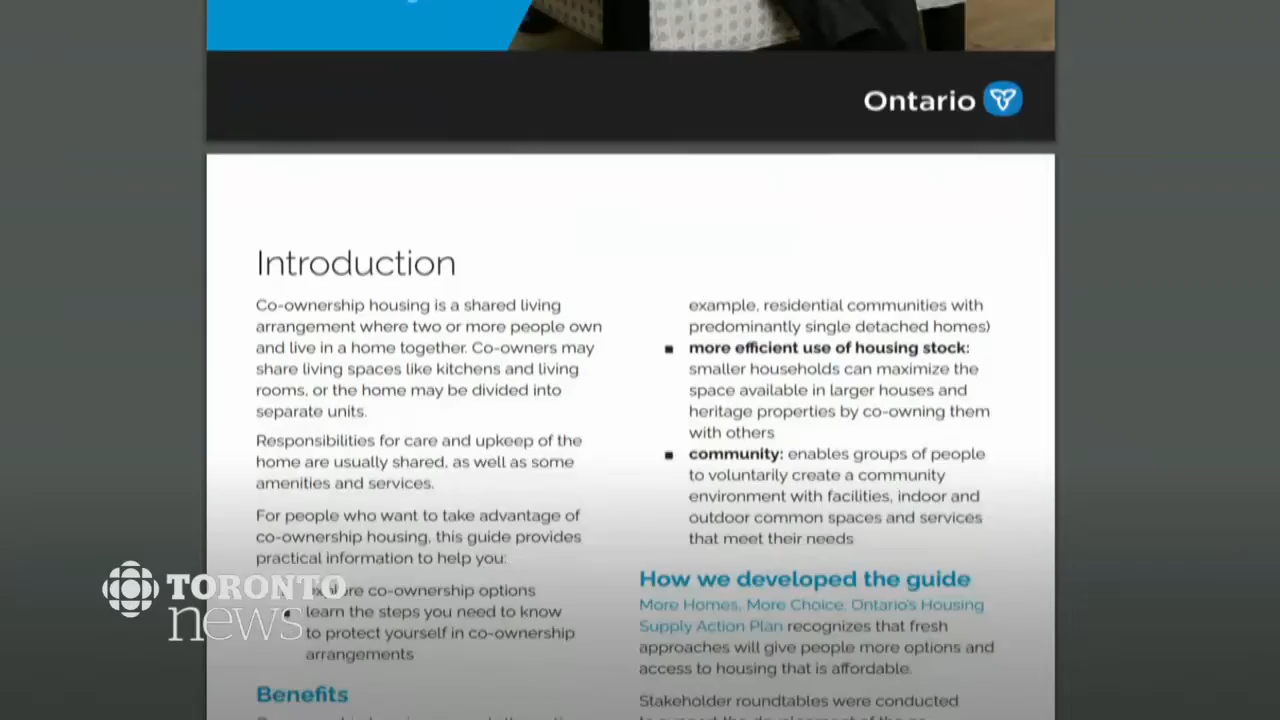 Ontario
Introduction
Co-ownership housing is a shared living
arrangement where two or more people own
and live in a home together. Co-owners may
share living spaces like kitchens and living
rooms, or the home may be divided into
separate units.
Responsibilities for care and upkeep of the
home are usually shared, as well as some
amenities and services.
For people who want to take advantage of
co-ownership housing, this guide provides
practical information to help you:
explore co-ownership options
■ learn the steps you need to know
to protect yourself in co-ownership
arrangements
Benefits
example, residential communities with
predominantly single detached homes)
■ more efficient use of housing stock:
smaller households can maximize the
space available in larger houses and
heritage properties by co-owning them
with others
■ community: enables groups of people
to voluntarily create a community
environment with facilities, indoor and
outdoor common spaces and services
that meet their needs
How we developed the guide
More Homes, More Choice, Ontario's Housing
Supply Action Plan recognizes that fresh
approaches will give people more options and
access to housing that is affordable.
Stakeholder roundtables were conducted
TORONTO
news